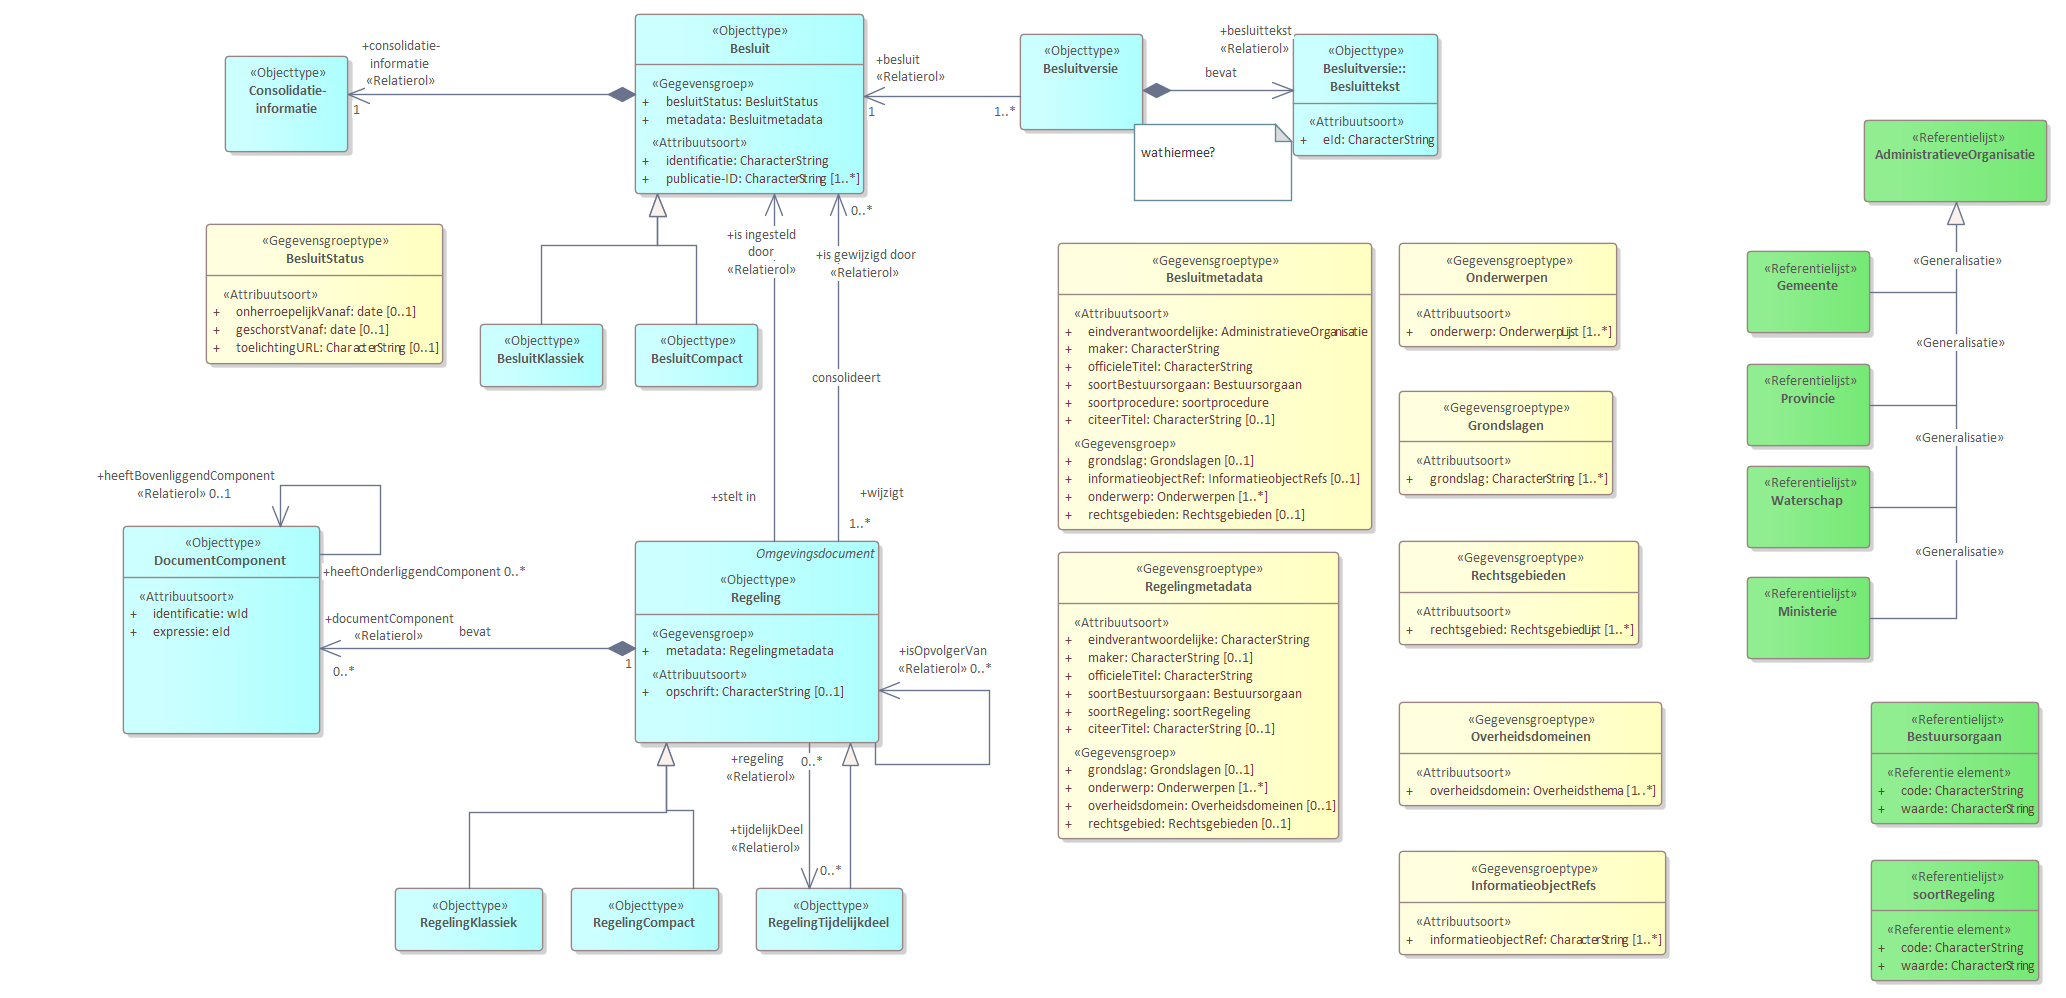 «Objecttype»
Besluit
«Gegevensgroep»
+ besluitStatus: BesluitStatus
+ metadata: Besluitmetadata
«Attribuutsoort»
+ identificatie: CharacterString
+ publicatie-ID: CharacterString [1..*]
+consolidatie-
informatie
«Relatierol»
1
«Objecttype»
Consolidatie-
informatie
+besluit
«Relatierol»
1
1..*
«Objecttype»
Besluitversie
+besluittekst
«Relatierol»
bevat
«Objecttype»
Besluitversie::
Besluittekst
«Attribuutsoort»
+ eId: CharacterString
wat hiermee?
«Referentielijst»
AdministratieveOrganisatie
«Generalisatie»
«Referentielijst»
Gemeente
«Generalisatie»
«Referentielijst»
Provincie
«Generalisatie»
«Referentielijst»
Waterschap
«Generalisatie»
«Referentielijst»
Ministerie
«Gegevensgroeptype»
BesluitStatus
«Attribuutsoort»
+ onherroepelijkVanaf: date [0..1]
+ geschorstVanaf: date [0..1]
+ toelichtingURL: CharacterString [0..1]
+is ingesteld
door
«Relatierol»
0..*
+is gewijzigd door
«Relatierol»
«Objecttype»
BesluitKlassiek
«Objecttype»
BesluitCompact
consolideert
+stelt in
+wijzigt
1..*
«Gegevensgroeptype»
Besluitmetadata
«Attribuutsoort»
+ eindverantwoordelijke: AdministratieveOrganisatie
+ maker: CharacterString
+ officieleTitel: CharacterString
+ soortBestuursorgaan: Bestuursorgaan
+ soortprocedure: soortprocedure
+ citeerTitel: CharacterString [0..1]
«Gegevensgroep»
+ grondslag: Grondslagen [0..1]
+ informatieobjectRef: InformatieobjectRefs [0..1]
+ onderwerp: Onderwerpen [1..*]
+ rechtsgebieden: Rechtsgebieden [0..1]
«Gegevensgroeptype»
Onderwerpen
«Attribuutsoort»
+ onderwerp: OnderwerpLijst [1..*]
«Gegevensgroeptype»
Grondslagen
«Attribuutsoort»
+ grondslag: CharacterString [1..*]
+heeftBovenliggendComponent
«Relatierol» 0..1
«Objecttype»
DocumentComponent
«Attribuutsoort»
+ identificatie: wId
+ expressie: eId
+heeftOnderliggendComponent 0..*
+documentComponent
«Relatierol»
bevat
0..*
1
Omgevingsdocument
«Objecttype»
Regeling
«Gegevensgroep»
+ metadata: Regelingmetadata
«Attribuutsoort»
+ opschrift: CharacterString [0..1]
+isOpvolgerVan
«Relatierol» 0..*
+regeling
«Relatierol»
0..*
+tijdelijkDeel
«Relatierol»
0..*
«Objecttype»
RegelingKlassiek
«Objecttype»
RegelingCompact
«Objecttype»
RegelingTijdelijkdeel
«Gegevensgroeptype»
Regelingmetadata
«Attribuutsoort»
+ eindverantwoordelijke: CharacterString
+ maker: CharacterString [0..1]
+ officieleTitel: CharacterString
+ soortBestuursorgaan: Bestuursorgaan
+ soortRegeling: soortRegeling
+ citeerTitel: CharacterString [0..1]
«Gegevensgroep»
+ grondslag: Grondslagen [0..1]
+ onderwerp: Onderwerpen [1..*]
+ overheidsdomein: Overheidsdomeinen [0..1]
+ rechtsgebied: Rechtsgebieden [0..1]
«Gegevensgroeptype»
Rechtsgebieden
«Attribuutsoort»
+ rechtsgebied: RechtsgebiedLijst [1..*]
«Gegevensgroeptype»
Overheidsdomeinen
«Attribuutsoort»
+ overheidsdomein: Overheidsthema [1..*]
«Gegevensgroeptype»
InformatieobjectRefs
«Attribuutsoort»
+ informatieobjectRef: CharacterString [1..*]
«Referentielijst»
Bestuursorgaan
«Referentie element»
+ code: CharacterString
+ waarde: CharacterString
«Referentielijst»
soortRegeling
«Referentie element»
+ code: CharacterString
+ waarde: CharacterString